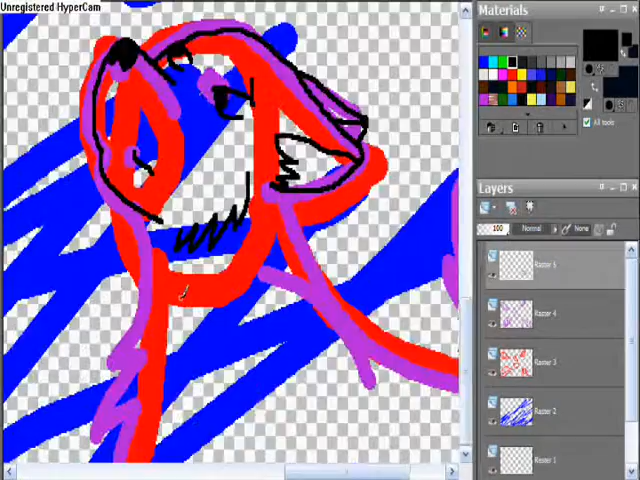 Unregistered HyperCam
Materials
All tools
Layers
100
Normal
None
Raster 5
Raster 4
Raster 3
Raster 2
Raster 1